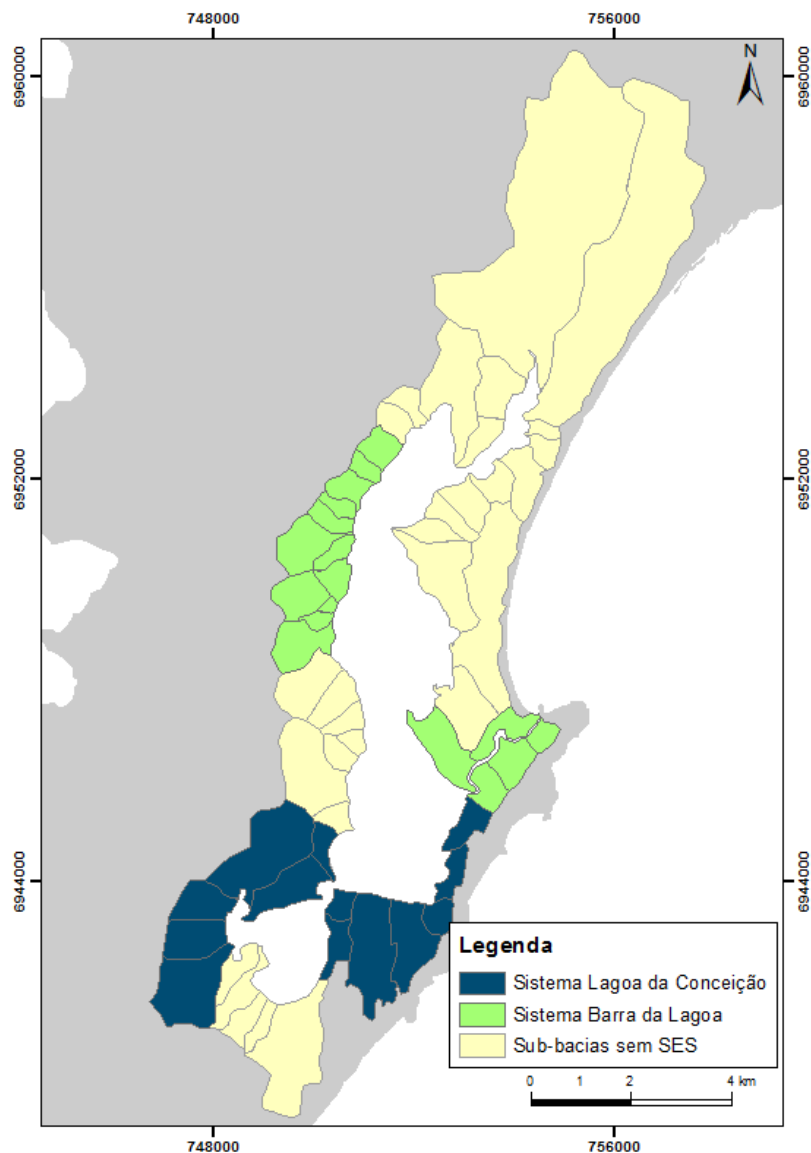 748000
756000
6960000
6960000
N
6952000
6952000
6944000
6944000
Legenda
Sistema Lagoa da Conceição
Sistema Barra da Lagoa
Sub-bacias sem SES
0 1 2 4 km
748000
756000